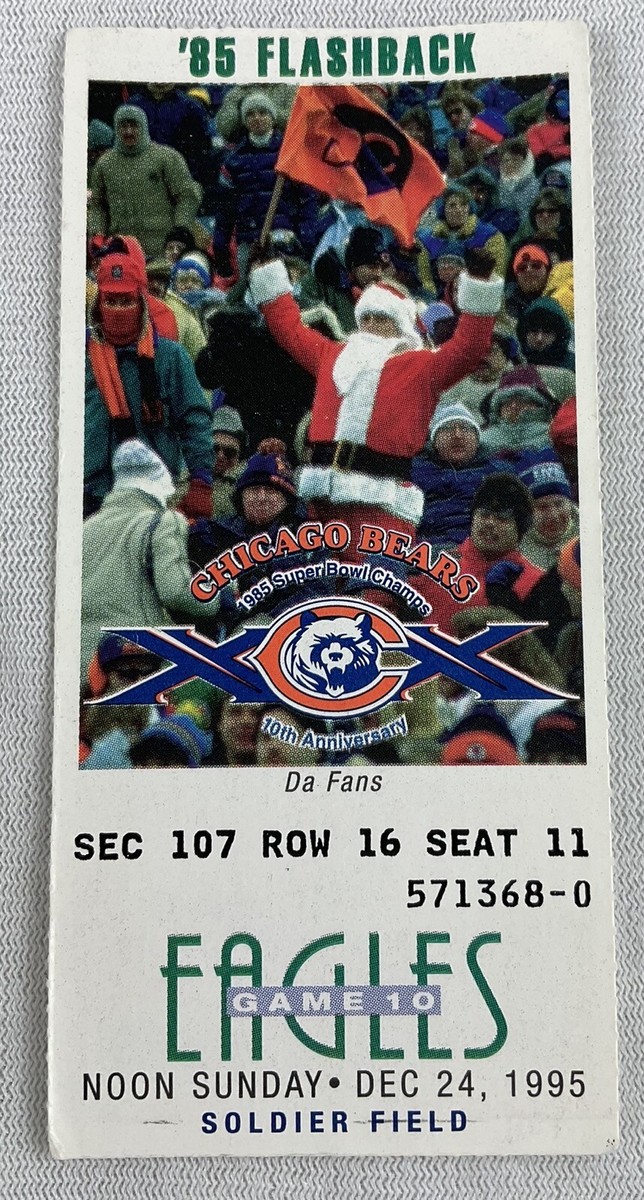 '85 FLASHBACK
CHICAGO BEARS
1985 Super Bowl Champs
XCX
10th Anniversary
Da Fans
SEC 107 ROW 16 SEAT 11
571368-0
EAGLES
GAME 10
NOON SUNDAY • DEC 24, 1995
SOLDIER FIELD